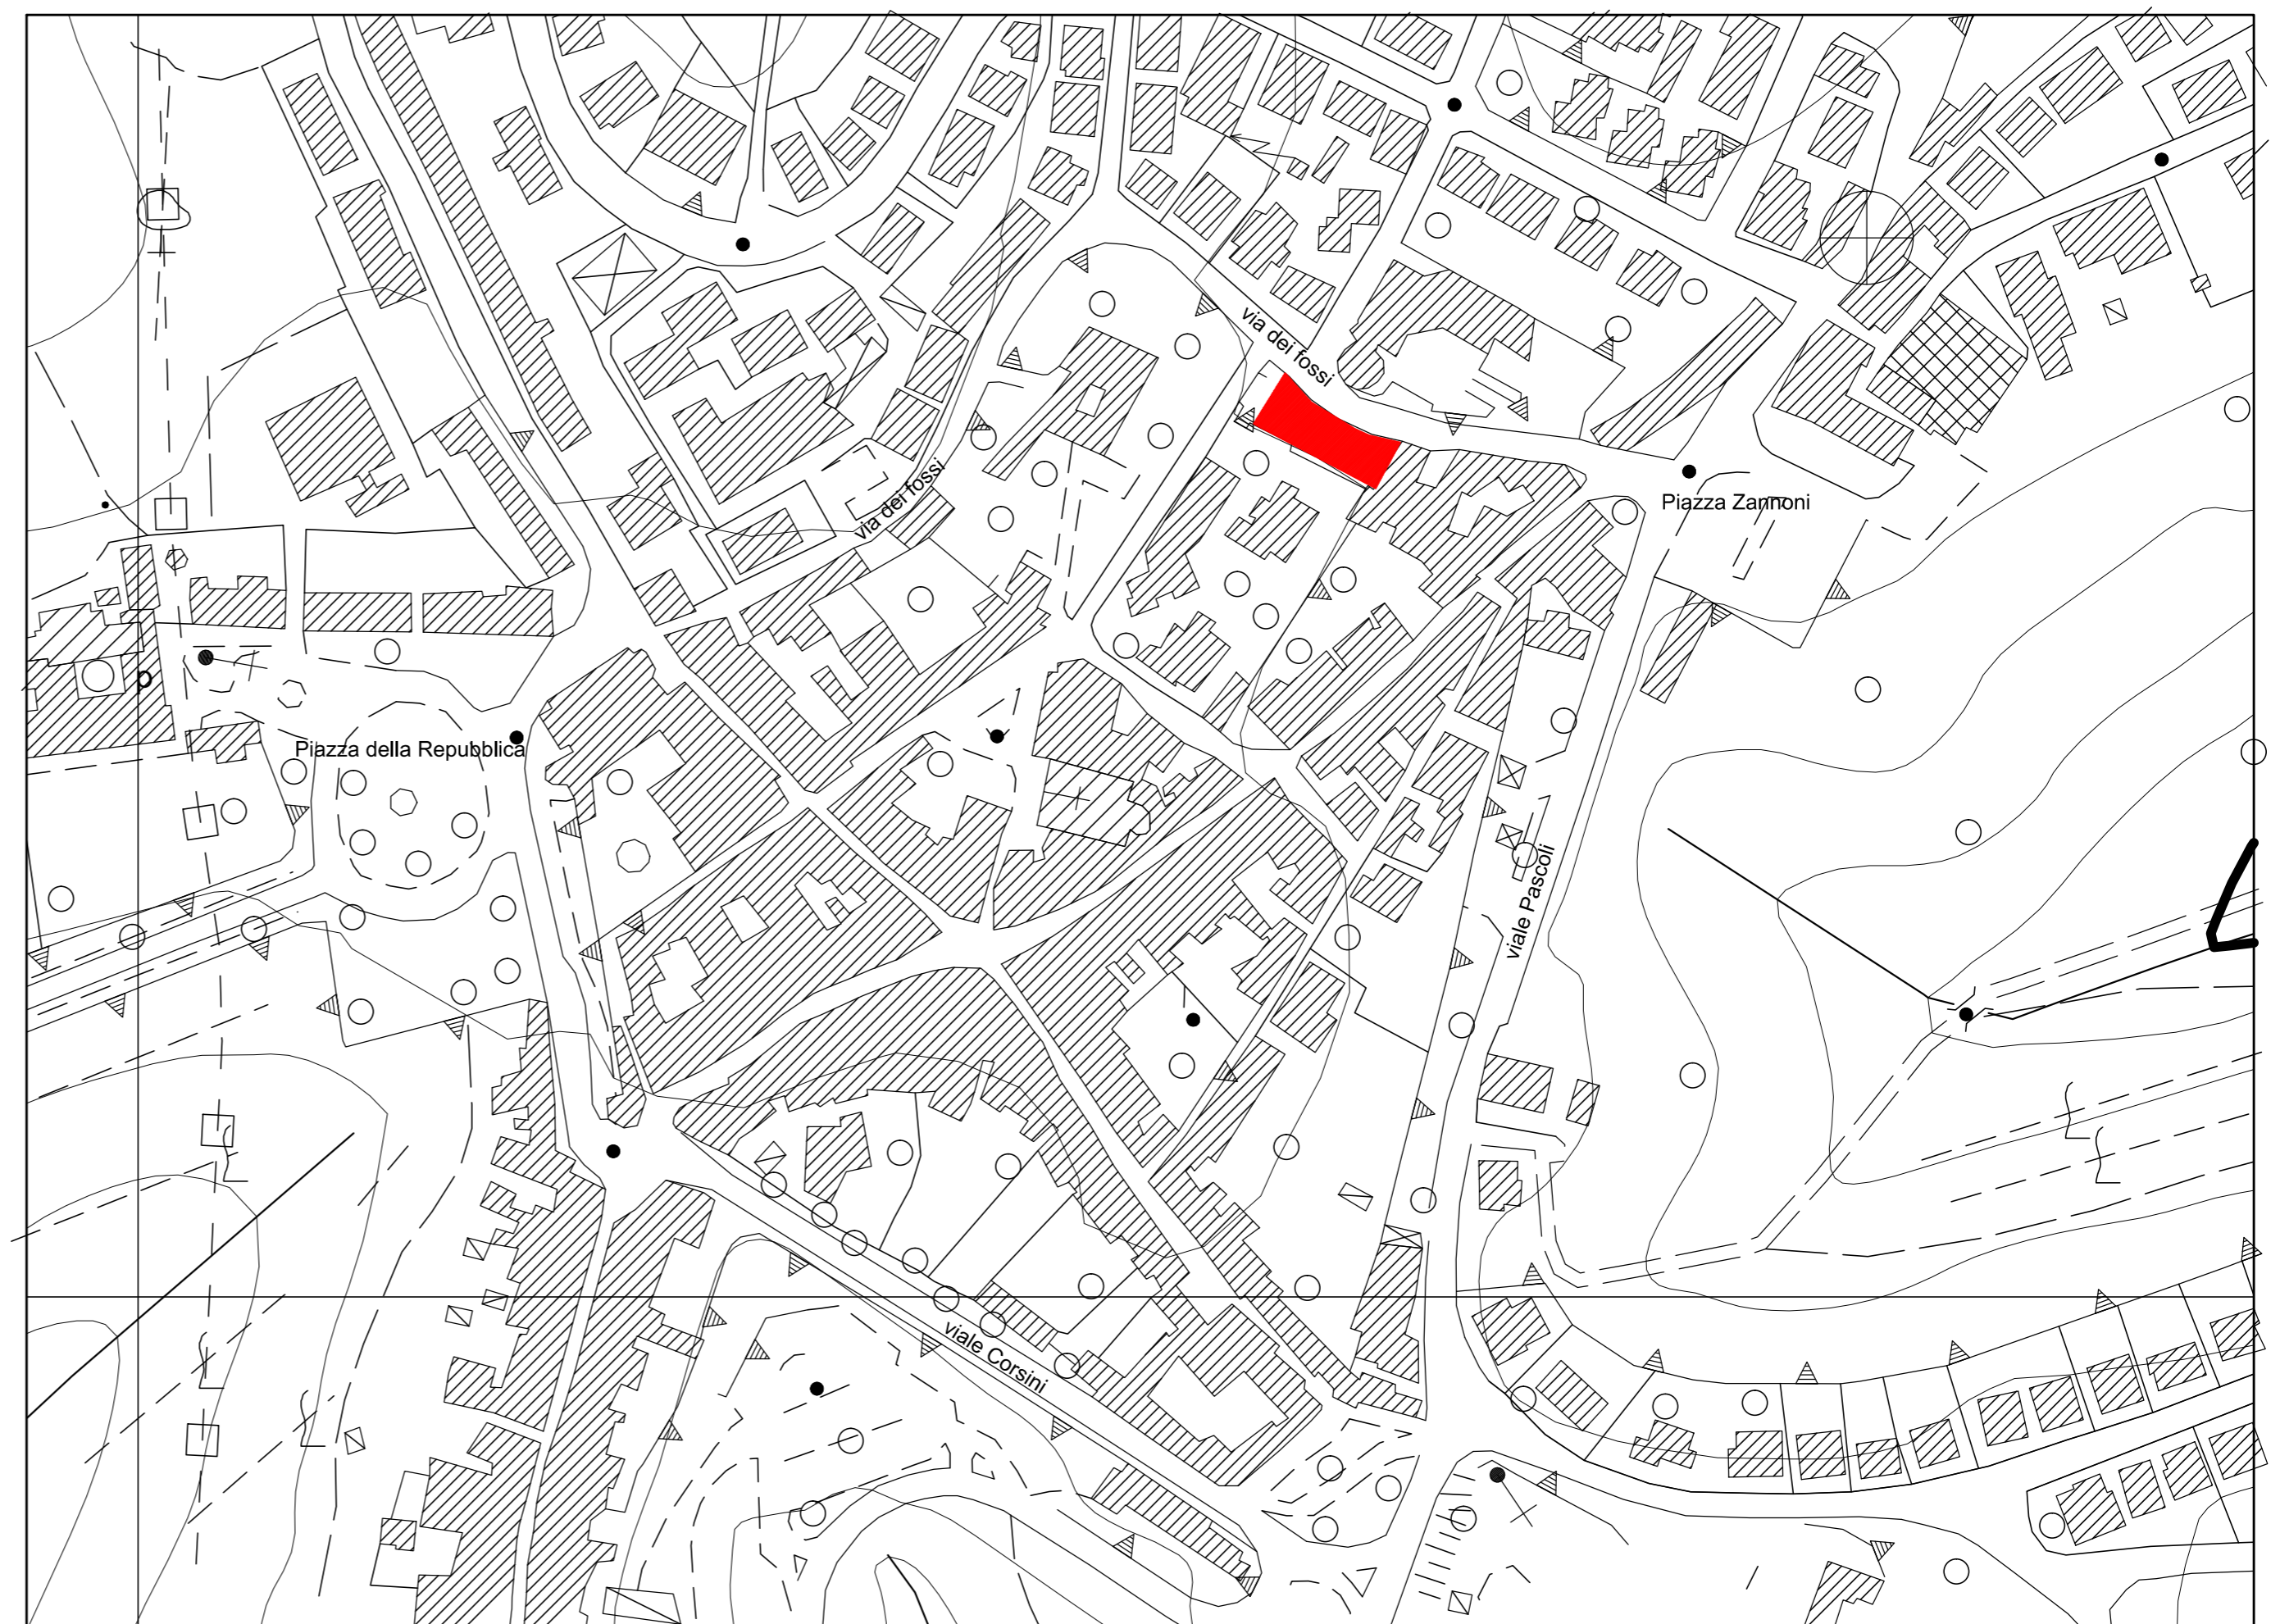 via dei fossi
via dei fossi
Piazza Zannoni
p
Piazza della Repubblica
viale Pascoli
viale Corsini